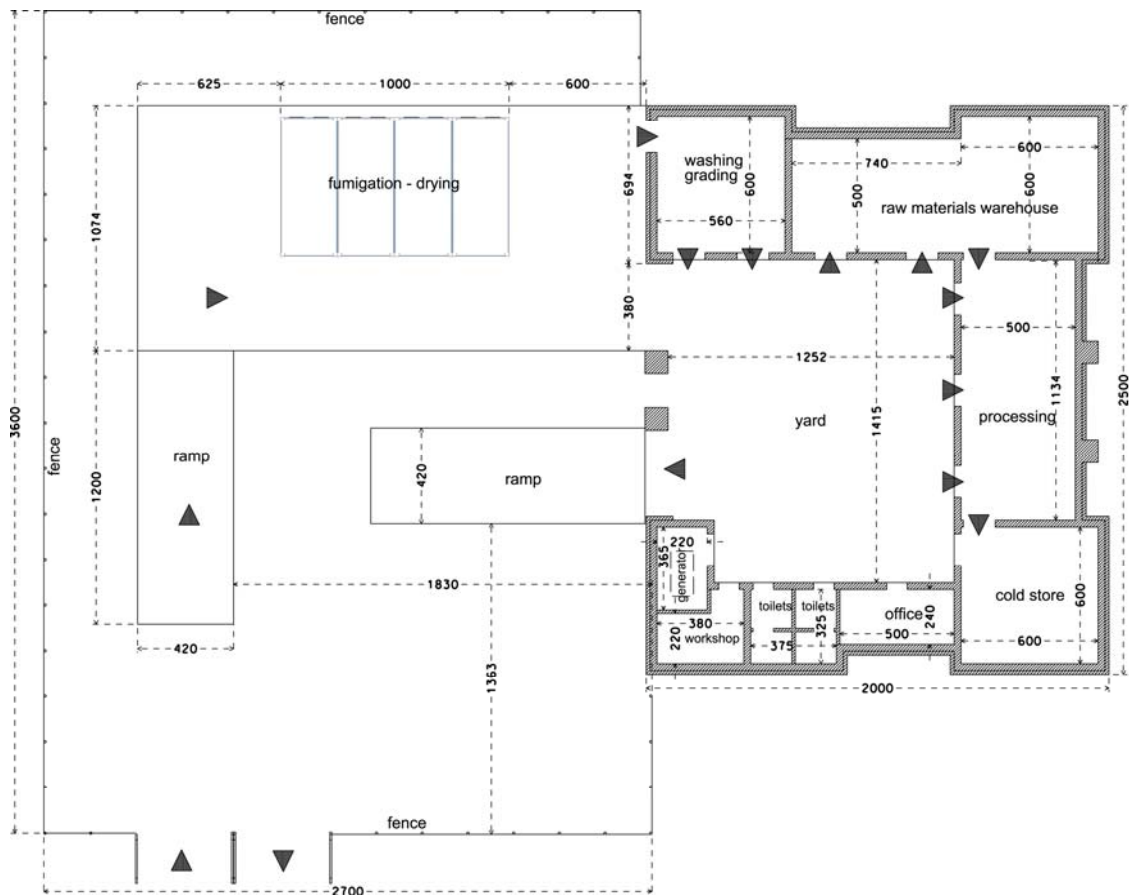 fence
625
1000
600
fumigation - drying
1074
694
380
washing
grading
600
560
740
500
600
600
raw materials warehouse
3600
fence
ramp
1200
420
420
ramp
1830
1363
1252
yard
1415
500
1134
processing
2500
365
220
generator
380
220
workshop
toilets
toilets
325
375
office
240
500
cold store
600
600
2000
fence
2700